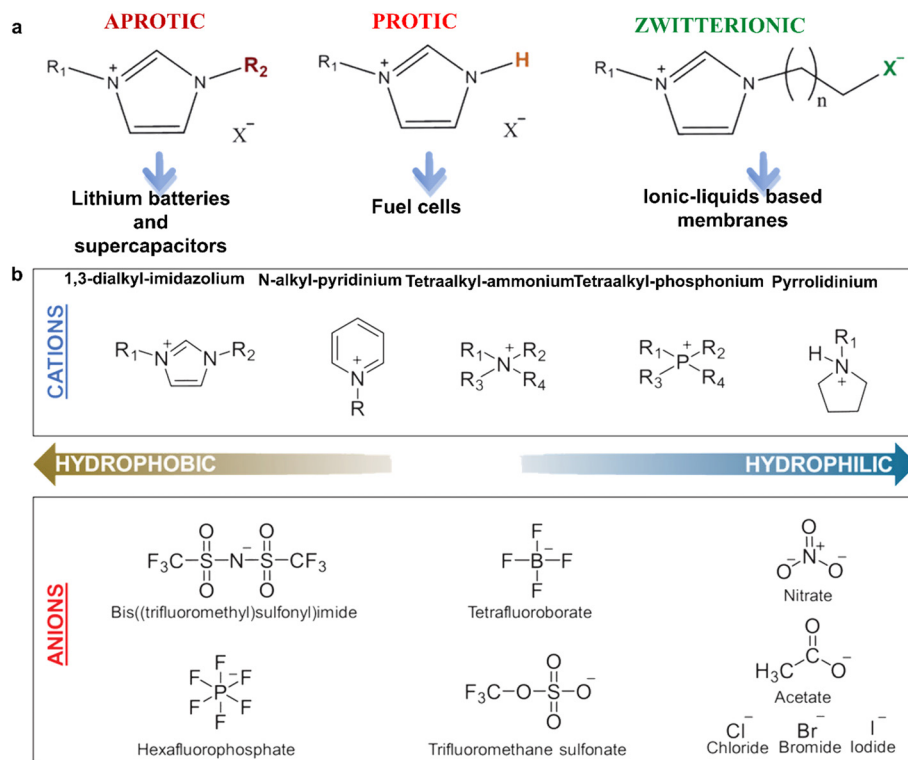 a
APROTIC
PROTIC
ZWITTERIONIC
R₁ N + N R₂
X⁻
R₁ N + N H
X⁻
R₁ N + N ( ) n X⁻
Lithium batteries
and
supercapacitors
Fuel cells
Ionic-liquids based
membranes
b
1,3-dialkyl-imidazolium N-alkyl-pyridinium Tetraalkyl-ammonium Tetraalkyl-phosphonium Pyrrolidinium
CATIONS
R₁ N + N R₂
+ N R
R₁ N + R₂ R₃ R₄
R₁ P + R₂ R₃ R₄
R₁ H N +
HYDROPHOBIC
HYDROPHILIC
ANIONS
O O
F₃C S N⁻ S CF₃
O O
Bis((trifluoromethyl)sulfonyl)imide
F
F B⁻ F
F
Tetrafluoroborate
O
N⁺
O⁻ O⁻
Nitrate
F
F F
P⁻
F F
F
Hexafluorophosphate
O
F₃C O S O⁻
O
Trifluoromethane sulfonate
O
H₃C C O⁻
Acetate
Cl⁻ Br⁻ I⁻
Chloride Bromide Iodide